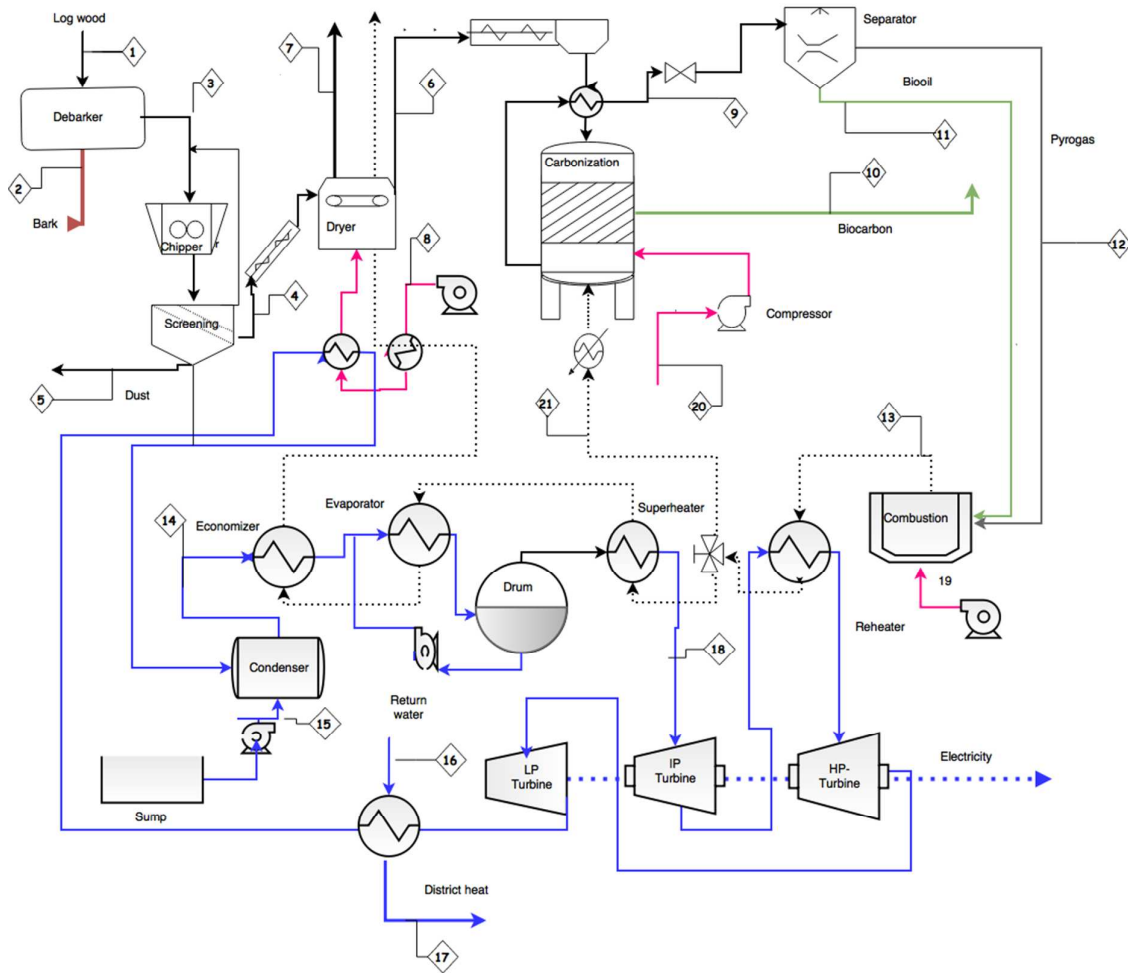 Log wood
1
3
7
6
Debarker
2
Bark
Chipper
r
Screening
4
5
Dust
Dryer
8
Separator
9
Biooil
11
Pyrogas
Carbonization
10
Biocarbon
12
Compressor
20
21
13
Combustion
19
14
Economizer
Evaporator
Superheater
Drum
Reheater
Condenser
15
18
Return
water
16
Sump
LP
Turbine
IP
Turbine
HP-
Turbine
Electricity
District heat
17